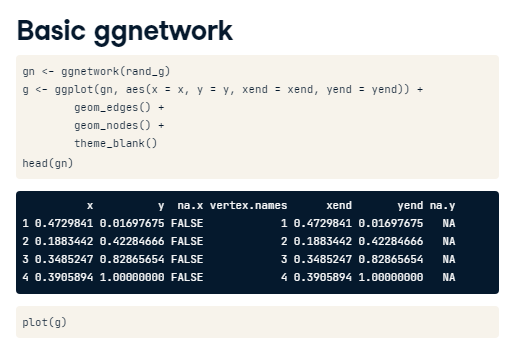 Basic ggnetwork
gn <- ggnetwork(rand_g)
g <- ggplot(gn, aes(x = x, y = y, xend = xend, yend = yend)) +
        geom_edges() +
        geom_nodes() +
        theme_blank()
head(gn)
          x          y  na.x vertex.names      xend       yend na.y
1 0.4729841 0.01697675 FALSE            1 0.4729841 0.01697675   NA
2 0.1883442 0.42284666 FALSE            2 0.1883442 0.42284666   NA
3 0.3485247 0.82865654 FALSE            3 0.3485247 0.82865654   NA
4 0.3905894 1.00000000 FALSE            4 0.3905894 1.00000000   NA
plot(g)